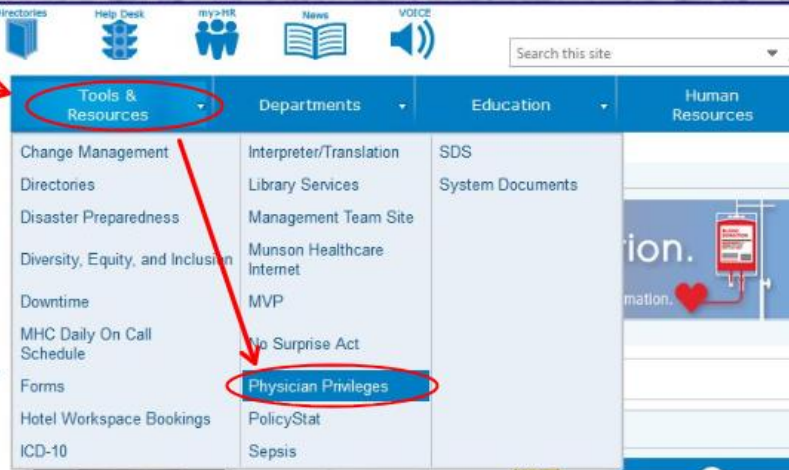 Directories Help Desk my>HR News VOICE
Search this site
Tools &
Resources
Departments
Education
Human
Resources
Change Management
Directories
Disaster Preparedness
Diversity, Equity, and Inclusion
Downtime
MHC Daily On Call
Schedule
Forms
Hotel Workspace Bookings
ICD-10
Interpreter/Translation
Library Services
Management Team Site
Munson Healthcare
Internet
MVP
No Surprise Act
Physician Privileges
PolicyStat
Sepsis
SDS
System Documents
ion.
mation.